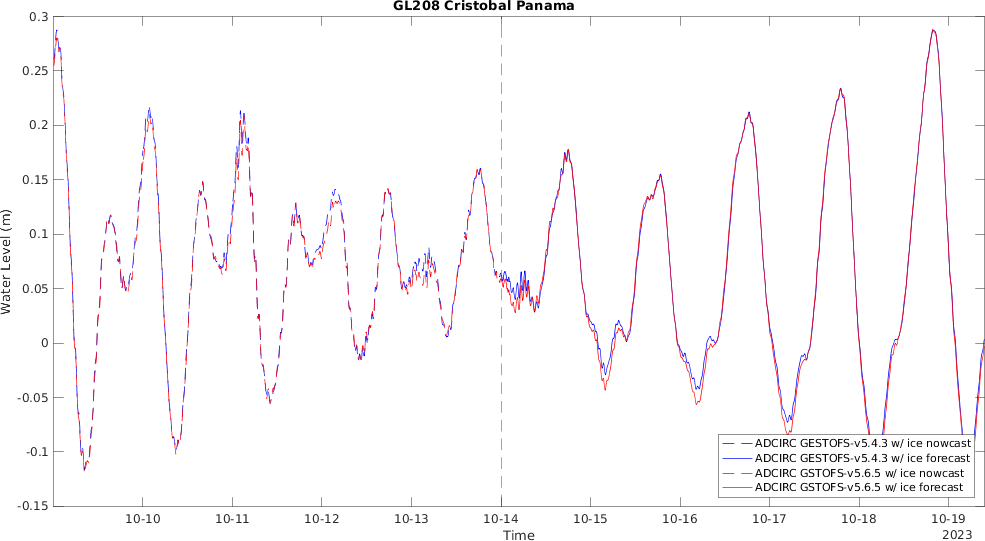 GL208 Cristobal Panama
0.3
0.25
0.2
0.15
0.1
0.05
0
-0.05
-0.1
-0.15
Water Level (m)
ADCIRC GESTOFS-v5.4.3 w/ ice nowcast
ADCIRC GESTOFS-v5.4.3 w/ ice forecast
ADCIRC GSTOFS-v5.6.5 w/ ice nowcast
ADCIRC GSTOFS-v5.6.5 w/ ice forecast
10-10 10-11 10-12 10-13 10-14 10-15 10-16 10-17 10-18 10-19
Time
2023